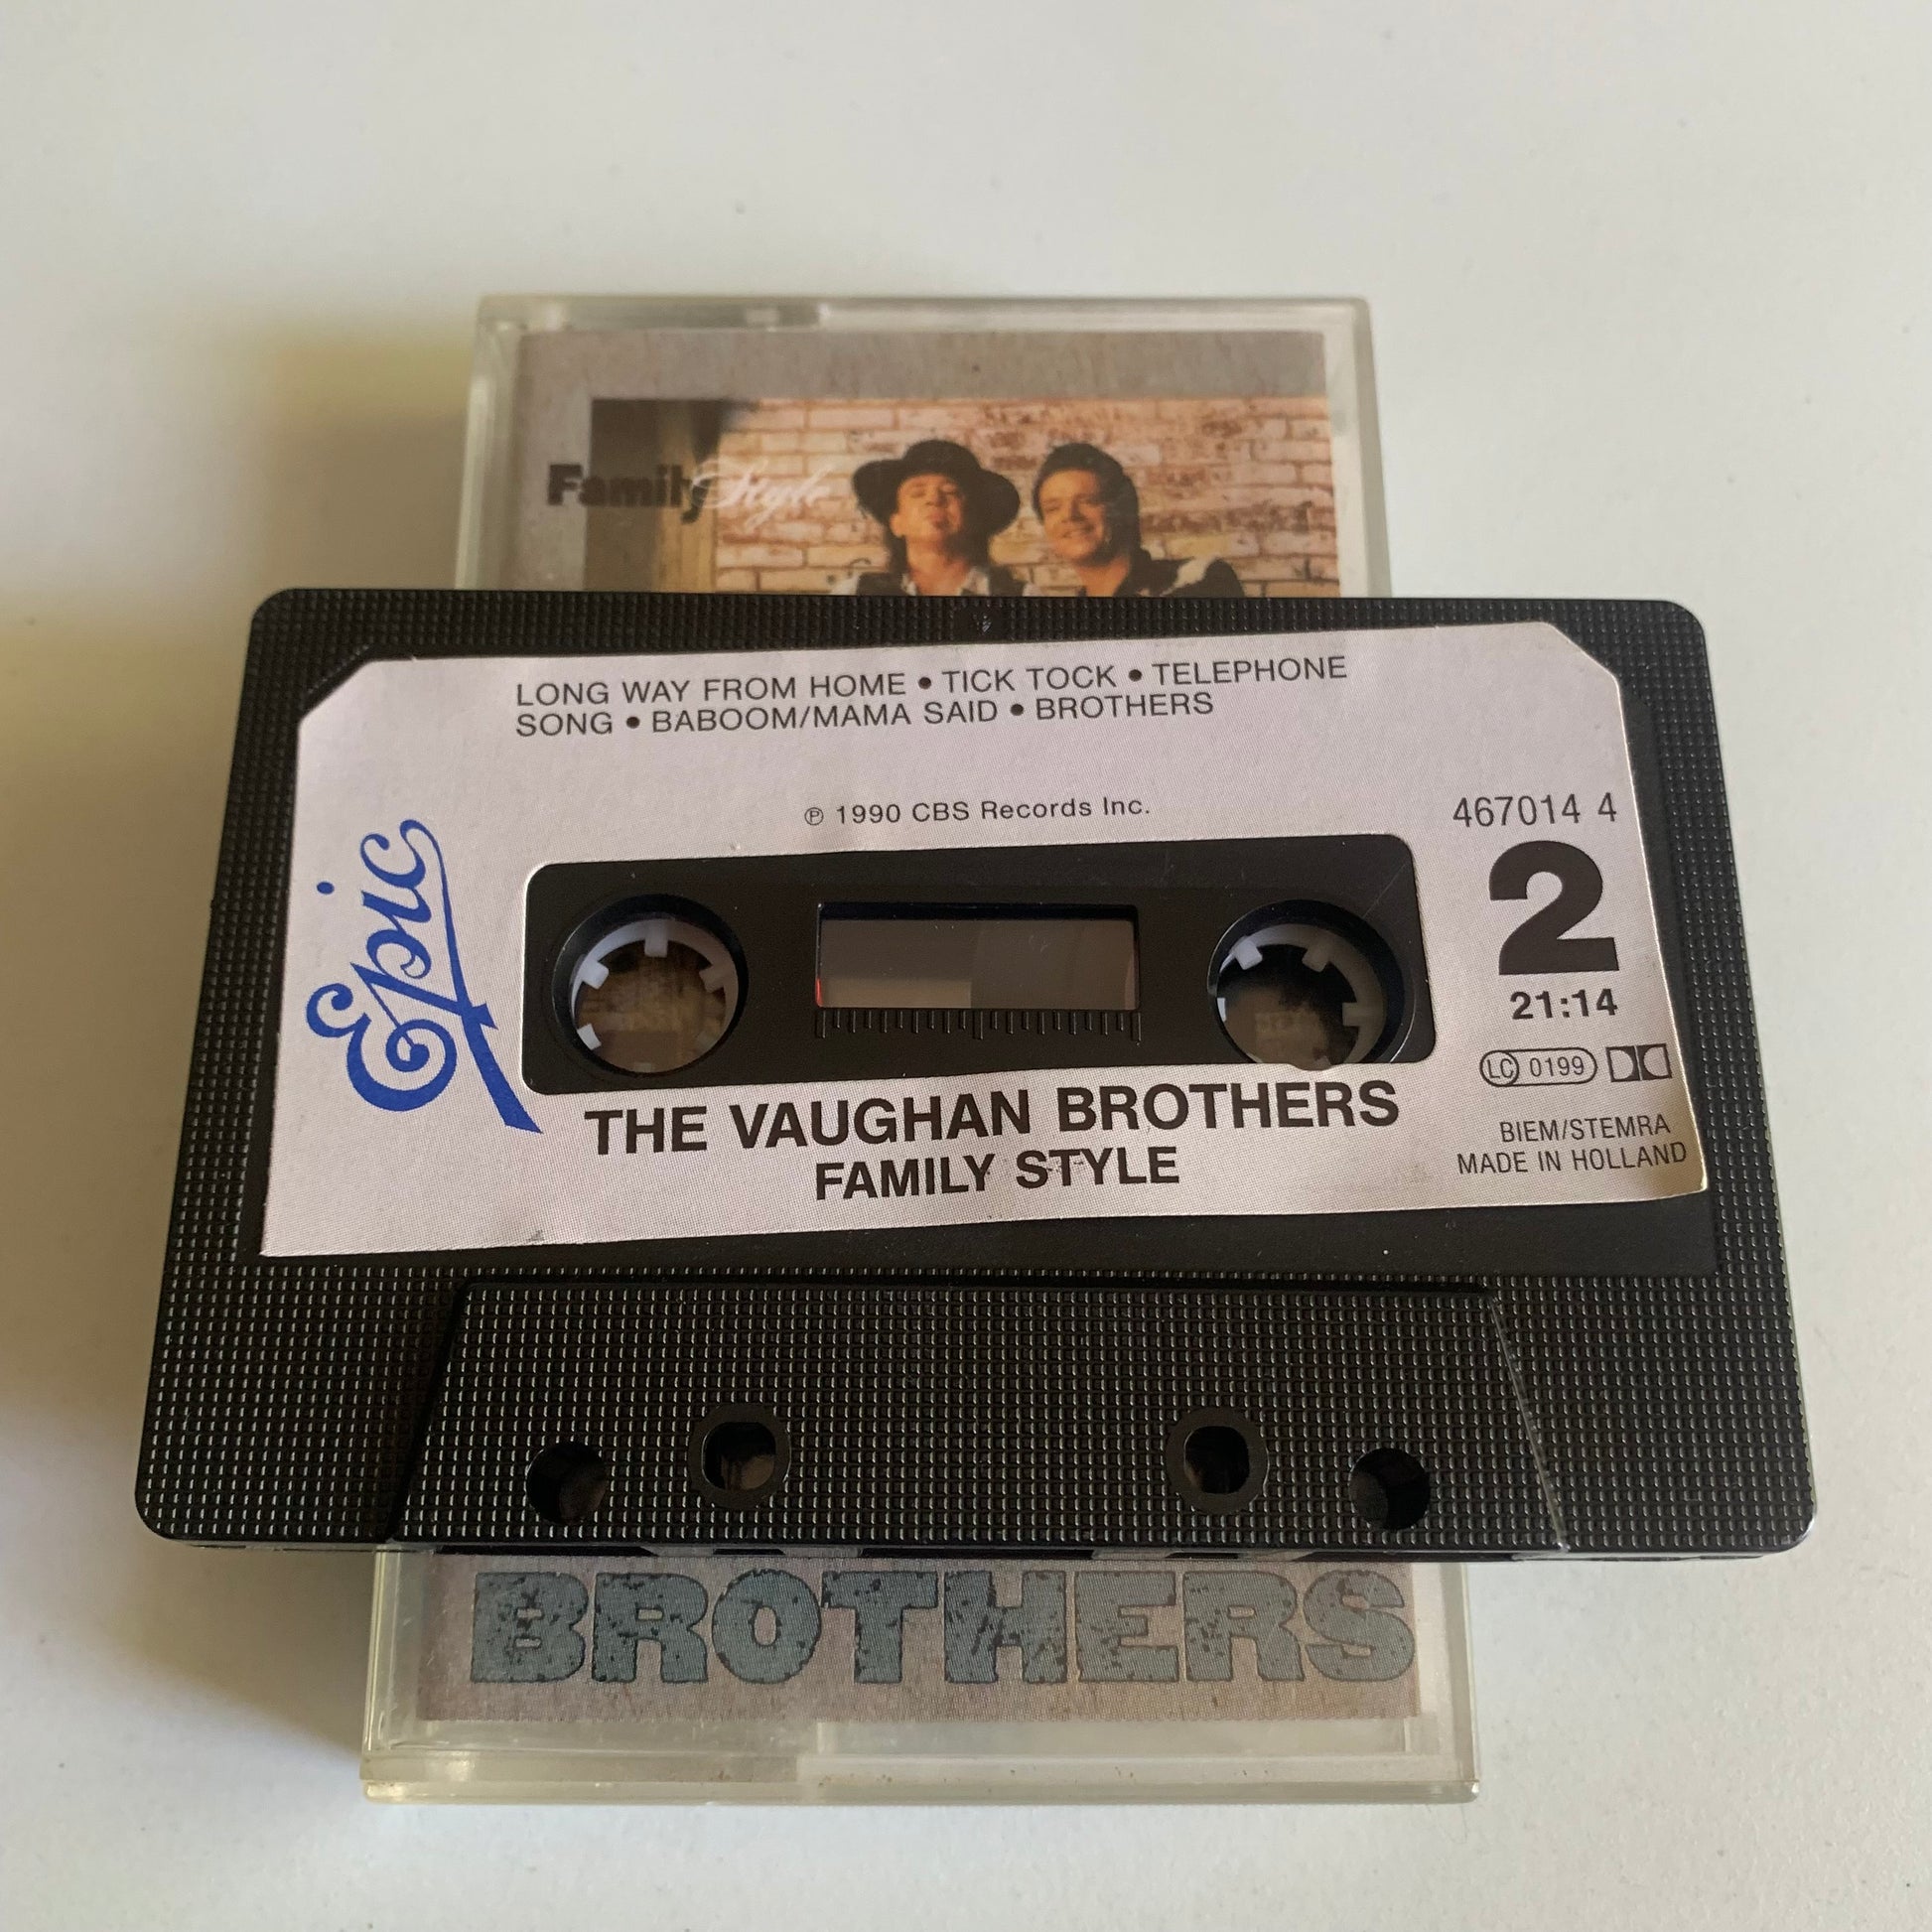 Family Style
LONG WAY FROM HOME • TICK TOCK • TELEPHONE
SONG • BABOOM/MAMA SAID • BROTHERS
℗ 1990 CBS Records Inc.
467014 4
Epic
2
21:14
LC 0199
THE VAUGHAN BROTHERS
FAMILY STYLE
BIEM/STEMRA
MADE IN HOLLAND
BROTHERS